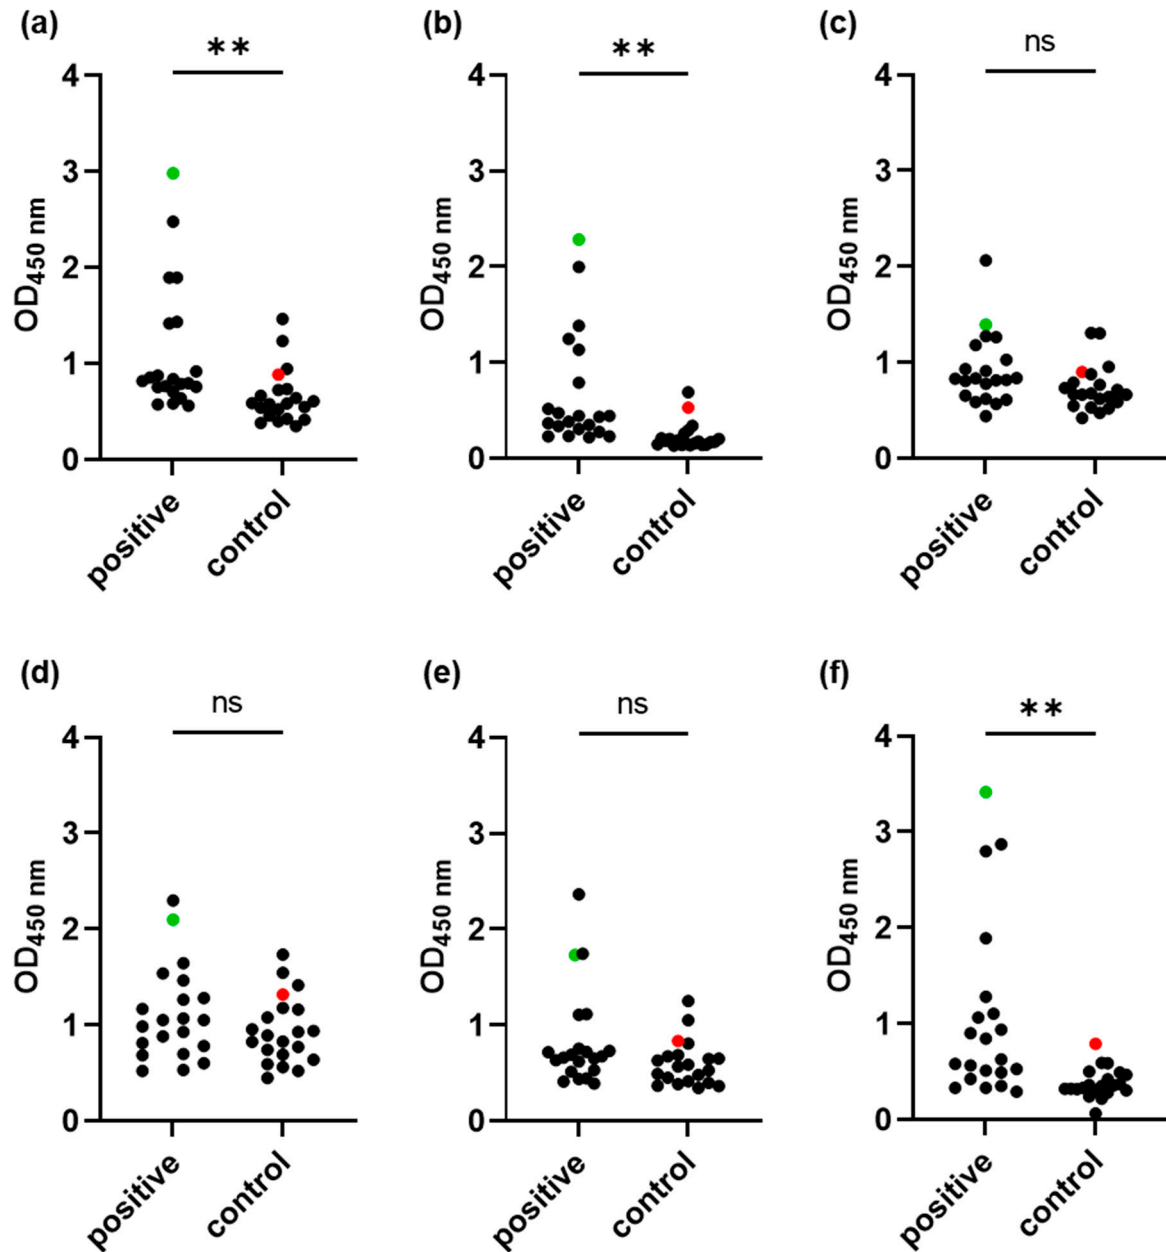 (a)
**
4
3
2
1
0
OD450 nm
positive
control
(b)
**
4
3
2
1
0
OD450 nm
positive
control
(c)
ns
4
3
2
1
0
OD450 nm
positive
control
(d)
ns
4
3
2
1
0
OD450 nm
positive
control
(e)
ns
4
3
2
1
0
OD450 nm
positive
control
(f)
**
4
3
2
1
0
OD450 nm
positive
control